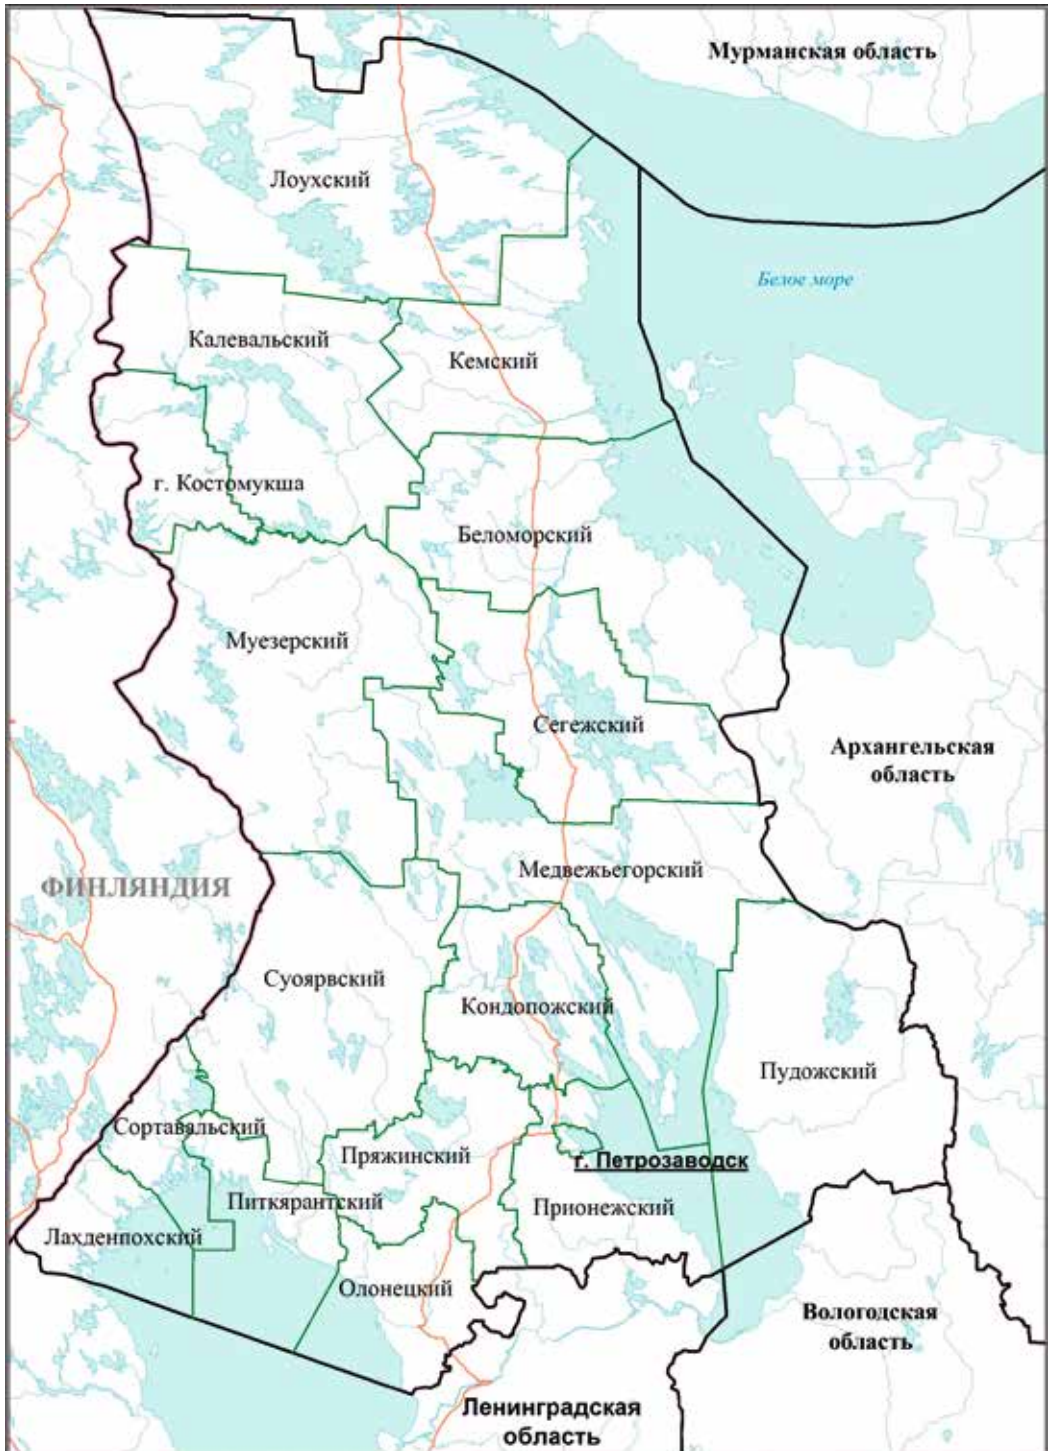 Мурманская область
Лоухский
Белое море
Калевальский
Кемский
г. Костомукша
Беломорский
Муезерский
Сегежский
Архангельская
область
Медвежьегорский
ФИНЛЯНДИЯ
Суоярвский
Кондопожский
Пудожский
Сортавальский
Пряжинский
г. Петрозаводск
Питкярантский
Прионежский
Лахденпохский
Олонецкий
Вологодская
область
Ленинградская
область